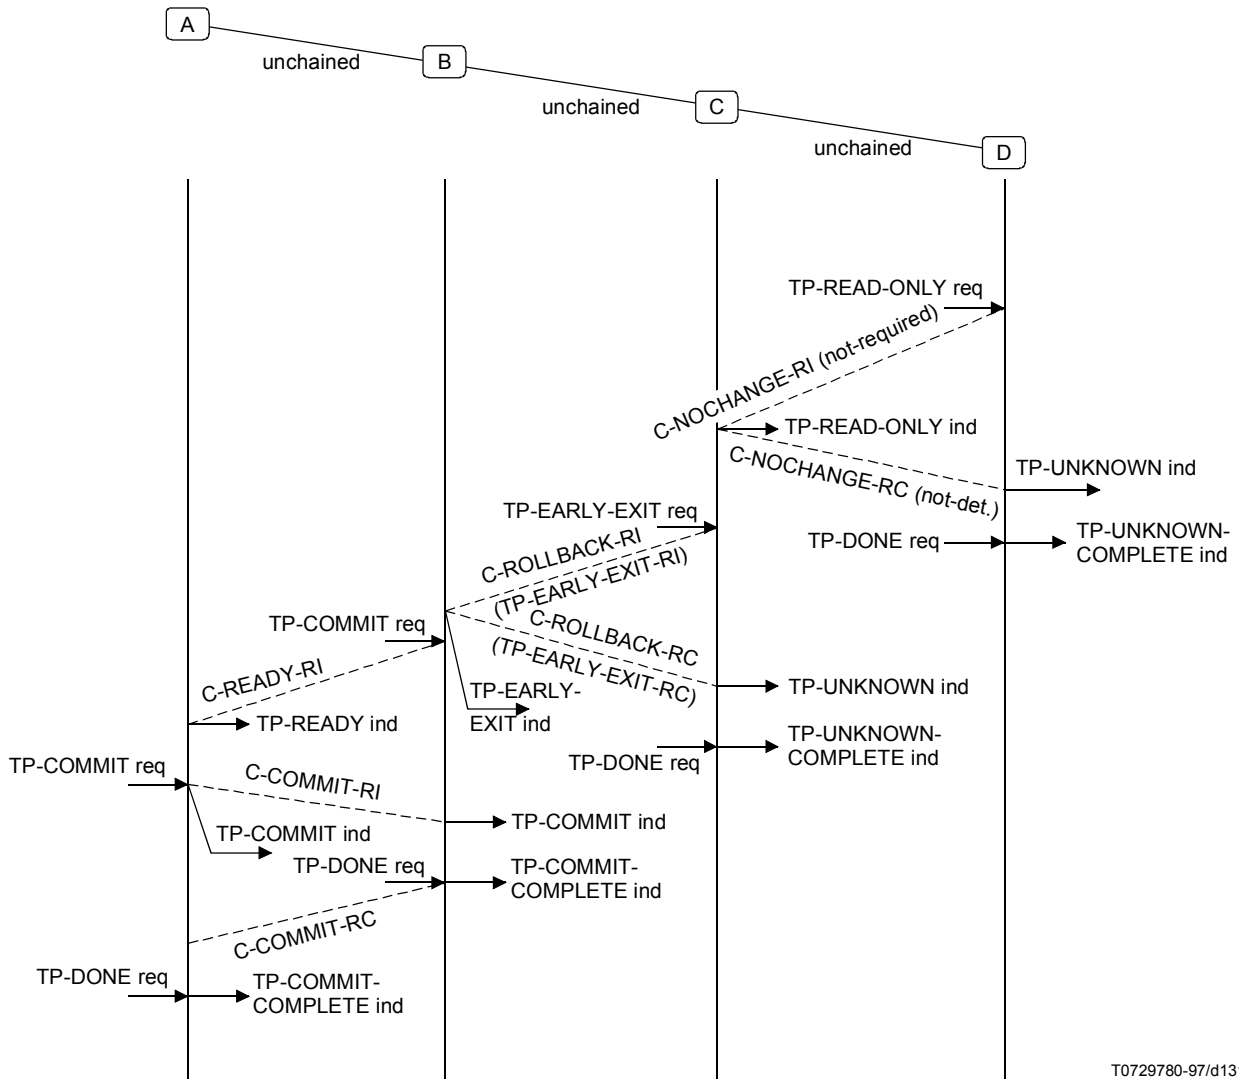 A
unchained
B
unchained
C
unchained
D
TP-READ-ONLY req
C-NOCHANGE-RI (not-required)
TP-READ-ONLY ind
C-NOCHANGE-RC (not-det.)
TP-UNKNOWN ind
TP-EARLY-EXIT req
C-ROLLBACK-RI
(TP-EARLY-EXIT-RI)
TP-DONE req
TP-UNKNOWN-
COMPLETE ind
TP-COMMIT req
C-ROLLBACK-RC
(TP-EARLY-EXIT-RC)
C-READY-RI
TP-UNKNOWN ind
TP-EARLY-
EXIT ind
TP-READY ind
TP-DONE req
TP-UNKNOWN-
COMPLETE ind
TP-COMMIT req
C-COMMIT-RI
TP-COMMIT ind
TP-COMMIT ind
TP-DONE req
TP-COMMIT-
COMPLETE ind
C-COMMIT-RC
TP-DONE req
TP-COMMIT-
COMPLETE ind
T0729780-97/d13